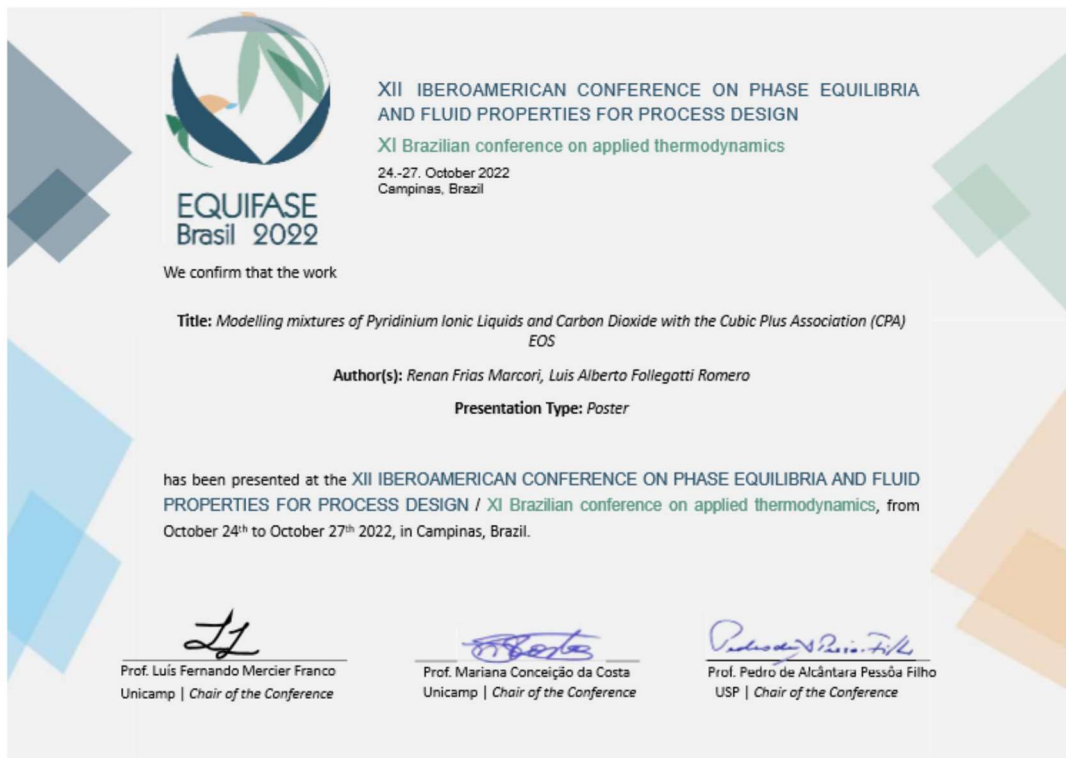 XII IBEROAMERICAN CONFERENCE ON PHASE EQUILIBRIA
AND FLUID PROPERTIES FOR PROCESS DESIGN
XI Brazilian conference on applied thermodynamics
24.-27. October 2022
Campinas, Brazil
EQUIFASE
Brasil 2022
We confirm that the work
Title: Modelling mixtures of Pyridinium Ionic Liquids and Carbon Dioxide with the Cubic Plus Association (CPA)
EOS
Author(s): Renan Frias Marcori, Luis Alberto Follegatti Romero
Presentation Type: Poster
has been presented at the XII IBEROAMERICAN CONFERENCE ON PHASE EQUILIBRIA AND FLUID
PROPERTIES FOR PROCESS DESIGN / XI Brazilian conference on applied thermodynamics, from
October 24th to October 27th 2022, in Campinas, Brazil.
Prof. Luís Fernando Mercier Franco
Unicamp | Chair of the Conference
Prof. Mariana Conceição da Costa
Unicamp | Chair of the Conference
Prof. Pedro de Alcântara Pessôa Filho
USP | Chair of the Conference